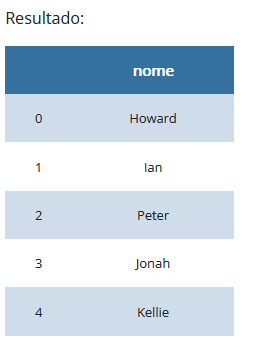 Resultado:
nome
0 Howard
1 Ian
2 Peter
3 Jonah
4 Kellie